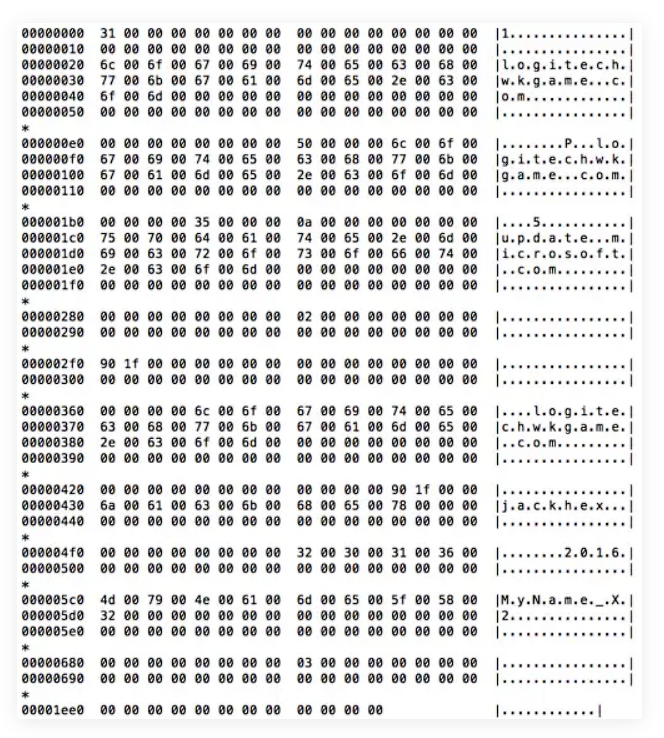 00000000  31 00 00 00 00 00 00 00  00 00 00 00 00 00 00 00  |1...............|
00000010  00 00 00 00 00 00 00 00  00 00 00 00 00 00 00 00  |................|
00000020  6c 00 6f 00 67 00 69 00  74 00 65 00 63 00 68 00  |l.o.g.i.t.e.c.h.|
00000030  77 00 6b 00 67 00 61 00  6d 00 65 00 2e 00 63 00  |w.k.g.a.m.e...c.|
00000040  6f 00 6d 00 00 00 00 00  00 00 00 00 00 00 00 00  |o.m.............|
00000050  00 00 00 00 00 00 00 00  00 00 00 00 00 00 00 00  |................|
*
000000e0  00 00 00 00 00 00 00 00  50 00 00 00 6c 00 6f 00  |........P...l.o.|
000000f0  67 00 69 00 74 00 65 00  63 00 68 00 77 00 6b 00  |g.i.t.e.c.h.w.k.|
00000100  67 00 61 00 6d 00 65 00  2e 00 63 00 6f 00 6d 00  |g.a.m.e...c.o.m.|
00000110  00 00 00 00 00 00 00 00  00 00 00 00 00 00 00 00  |................|
*
000001b0  00 00 00 00 35 00 00 00  0a 00 00 00 00 00 00 00  |....5...........|
000001c0  75 00 70 00 64 00 61 00  74 00 65 00 2e 00 6d 00  |u.p.d.a.t.e...m.|
000001d0  69 00 63 00 72 00 6f 00  73 00 6f 00 66 00 74 00  |i.c.r.o.s.o.f.t.|
000001e0  2e 00 63 00 6f 00 6d 00  00 00 00 00 00 00 00 00  |..c.o.m.........|
000001f0  00 00 00 00 00 00 00 00  00 00 00 00 00 00 00 00  |................|
*
00000280  00 00 00 00 00 00 00 00  02 00 00 00 00 00 00 00  |................|
00000290  00 00 00 00 00 00 00 00  00 00 00 00 00 00 00 00  |................|
*
000002f0  90 1f 00 00 00 00 00 00  00 00 00 00 00 00 00 00  |................|
00000300  00 00 00 00 00 00 00 00  00 00 00 00 00 00 00 00  |................|
*
00000360  00 00 00 00 6c 00 6f 00  67 00 69 00 74 00 65 00  |....l.o.g.i.t.e.|
00000370  63 00 68 00 77 00 6b 00  67 00 61 00 6d 00 65 00  |c.h.w.k.g.a.m.e.|
00000380  2e 00 63 00 6f 00 6d 00  00 00 00 00 00 00 00 00  |..c.o.m.........|
00000390  00 00 00 00 00 00 00 00  00 00 00 00 00 00 00 00  |................|
*
00000420  00 00 00 00 00 00 00 00  00 00 00 00 90 1f 00 00  |................|
00000430  6a 00 61 00 63 00 6b 00  68 00 65 00 78 00 00 00  |j.a.c.k.h.e.x...|
00000440  00 00 00 00 00 00 00 00  00 00 00 00 00 00 00 00  |................|
*
000004f0  00 00 00 00 00 00 00 00  32 00 30 00 31 00 36 00  |........2.0.1.6.|
00000500  00 00 00 00 00 00 00 00  00 00 00 00 00 00 00 00  |................|
*
000005c0  4d 00 79 00 4e 00 61 00  6d 00 65 00 5f 00 58 00  |M.y.N.a.m.e._.X.|
000005d0  32 00 00 00 00 00 00 00  00 00 00 00 00 00 00 00  |2...............|
000005e0  00 00 00 00 00 00 00 00  00 00 00 00 00 00 00 00  |................|
*
00000680  00 00 00 00 00 00 00 00  03 00 00 00 00 00 00 00  |................|
00000690  00 00 00 00 00 00 00 00  00 00 00 00 00 00 00 00  |................|
*
00001ee0  00 00 00 00 00 00 00 00  00 00 00 00  |............|